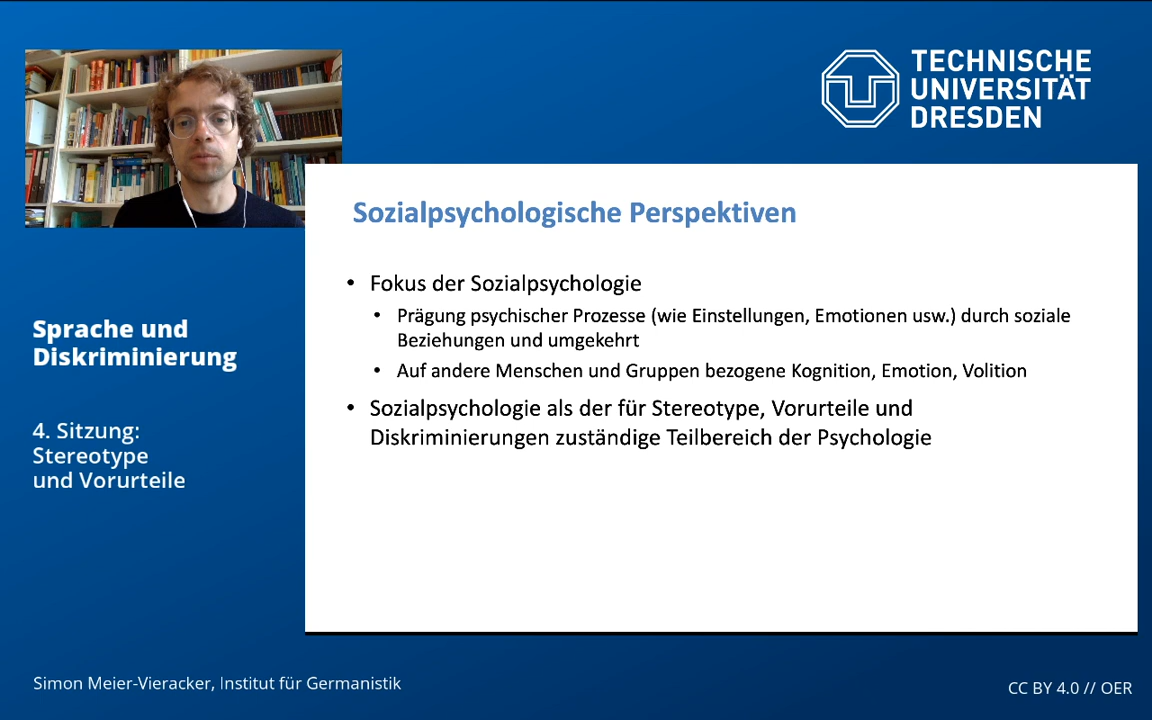 TECHNISCHE
UNIVERSITÄT
DRESDEN
Sozialpsychologische Perspektiven
• Fokus der Sozialpsychologie
• Prägung psychischer Prozesse (wie Einstellungen, Emotionen usw.) durch soziale
Beziehungen und umgekehrt
• Auf andere Menschen und Gruppen bezogene Kognition, Emotion, Volition
• Sozialpsychologie als der für Stereotype, Vorurteile und
Diskriminierungen zuständige Teilbereich der Psychologie
Sprache und
Diskriminierung
4. Sitzung:
Stereotype
und Vorurteile
Simon Meier-Vieracker, Institut für Germanistik
CC BY 4.0 // OER